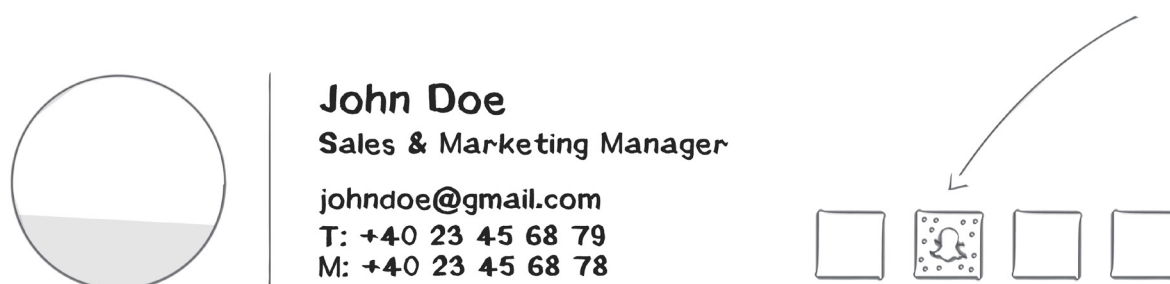 John Doe
Sales & Marketing Manager
johndoe@gmail.com
T: +40 23 45 68 79
M: +40 23 45 68 78